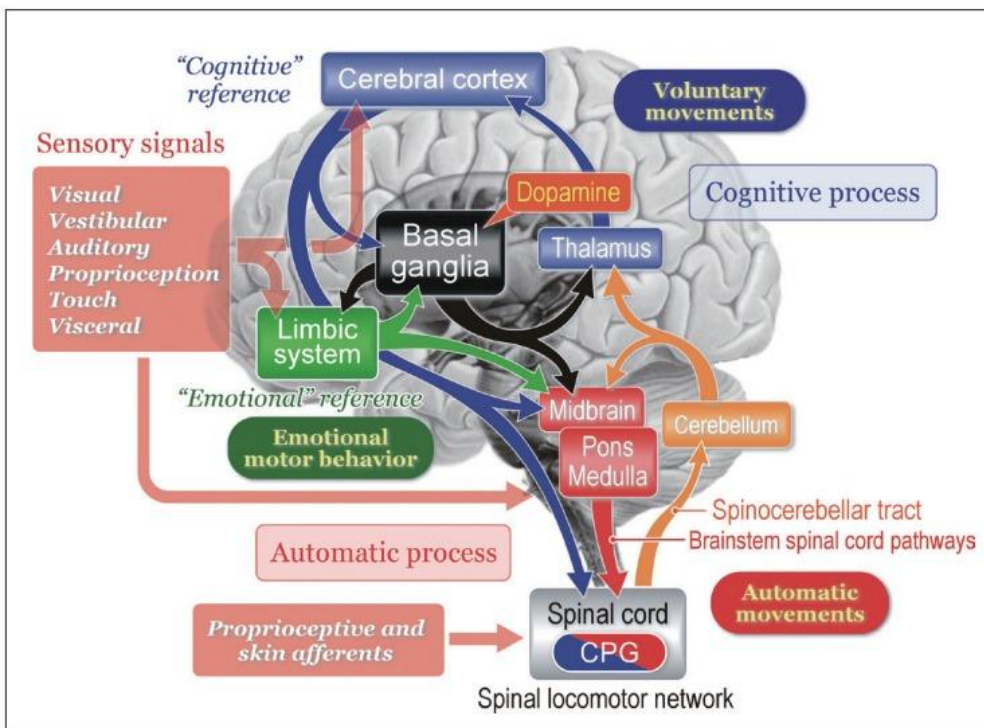 “Cognitive”
reference
Cerebral cortex
Voluntary
movements
Sensory signals
Visual
Vestibular
Auditory
Proprioception
Touch
Visceral
Dopamine
Cognitive process
Basal
ganglia
Thalamus
Limbic
system
“Emotional” reference
Emotional
motor behavior
Midbrain
Pons
Medulla
Cerebellum
Spinocerebellar tract
Brainstem spinal cord pathways
Automatic process
Automatic
movements
Proprioceptive and
skin afferents
Spinal cord
CPG
Spinal locomotor network